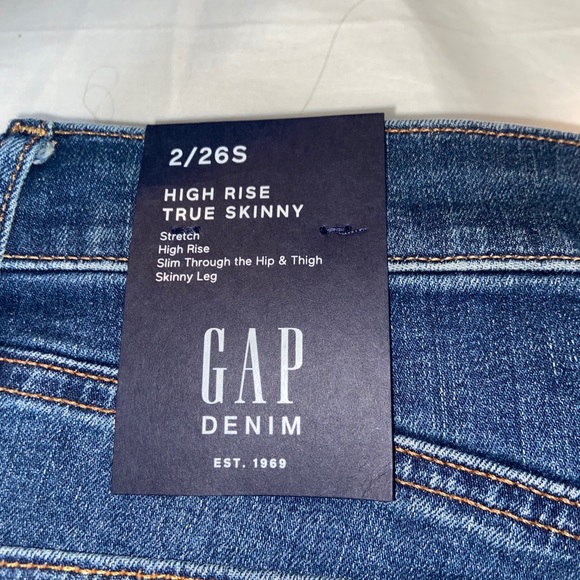 2/26S
HIGH RISE
TRUE SKINNY
Stretch
High Rise
Slim Through the Hip & Thigh
Skinny Leg
GAP
DENIM
EST. 1969